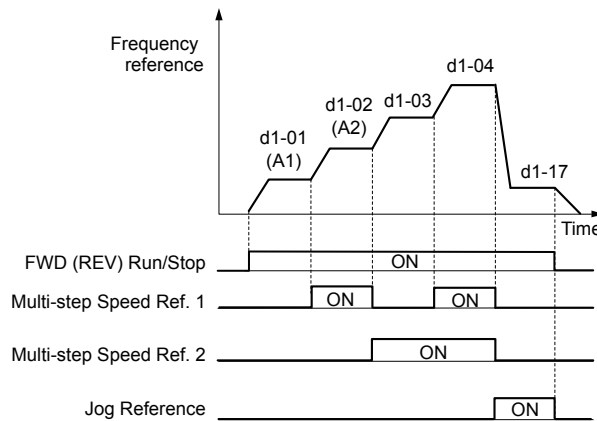 Frequency
reference
d1-01
(A1)
d1-02
(A2)
d1-03
d1-04
d1-17
Time
FWD (REV) Run/Stop
ON
Multi-step Speed Ref. 1
ON
ON
Multi-step Speed Ref. 2
ON
Jog Reference
ON